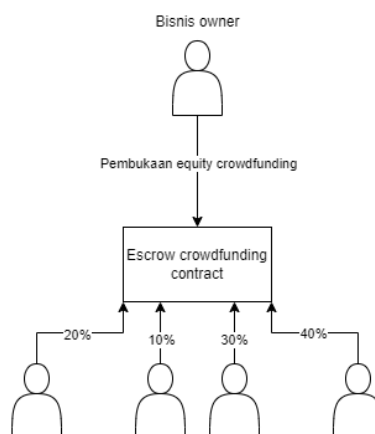 Bisnis owner
Pembukaan equity crowdfunding
Escrow crowdfunding
contract
20%
10%
30%
40%